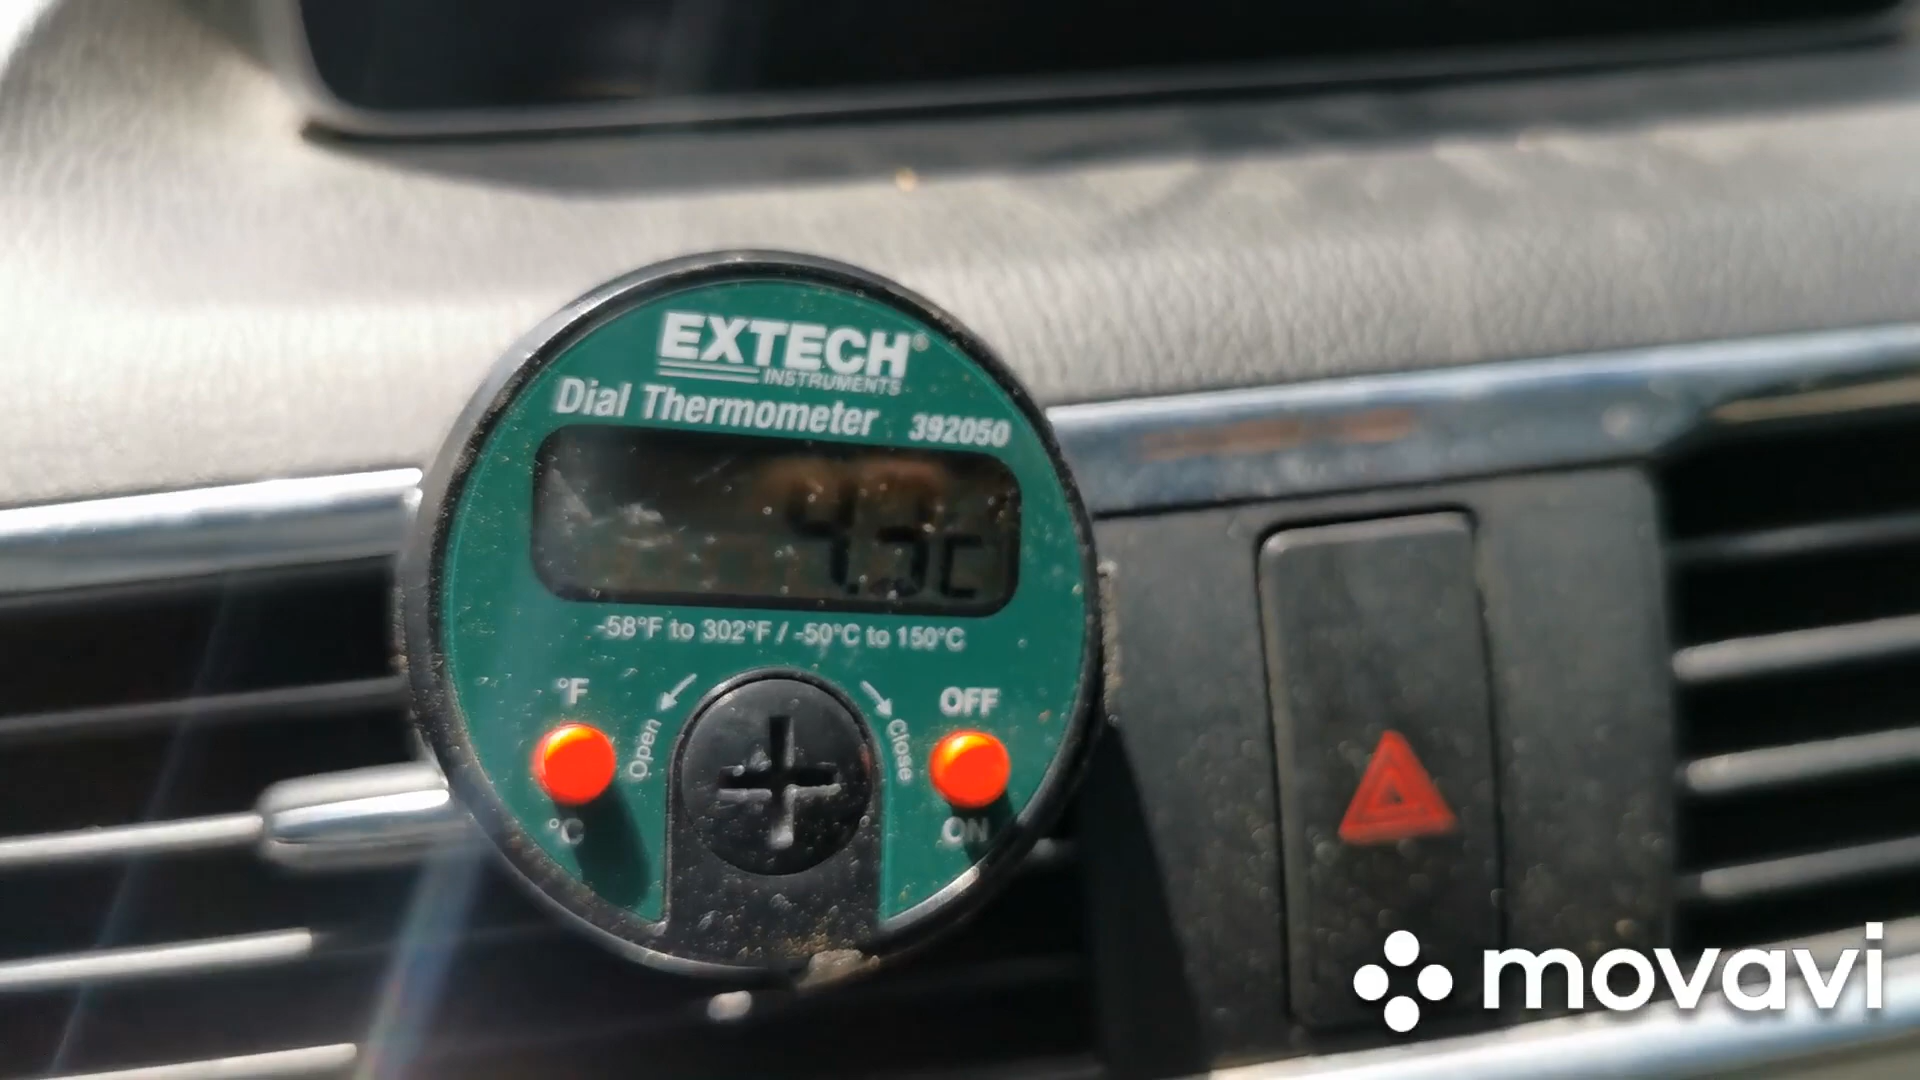 EXTECH®
INSTRUMENTS
Dial Thermometer 392050
-58°F to 302°F / -50°C to 150°C
°F
OFF
Open
Close
°C
ON
movavi